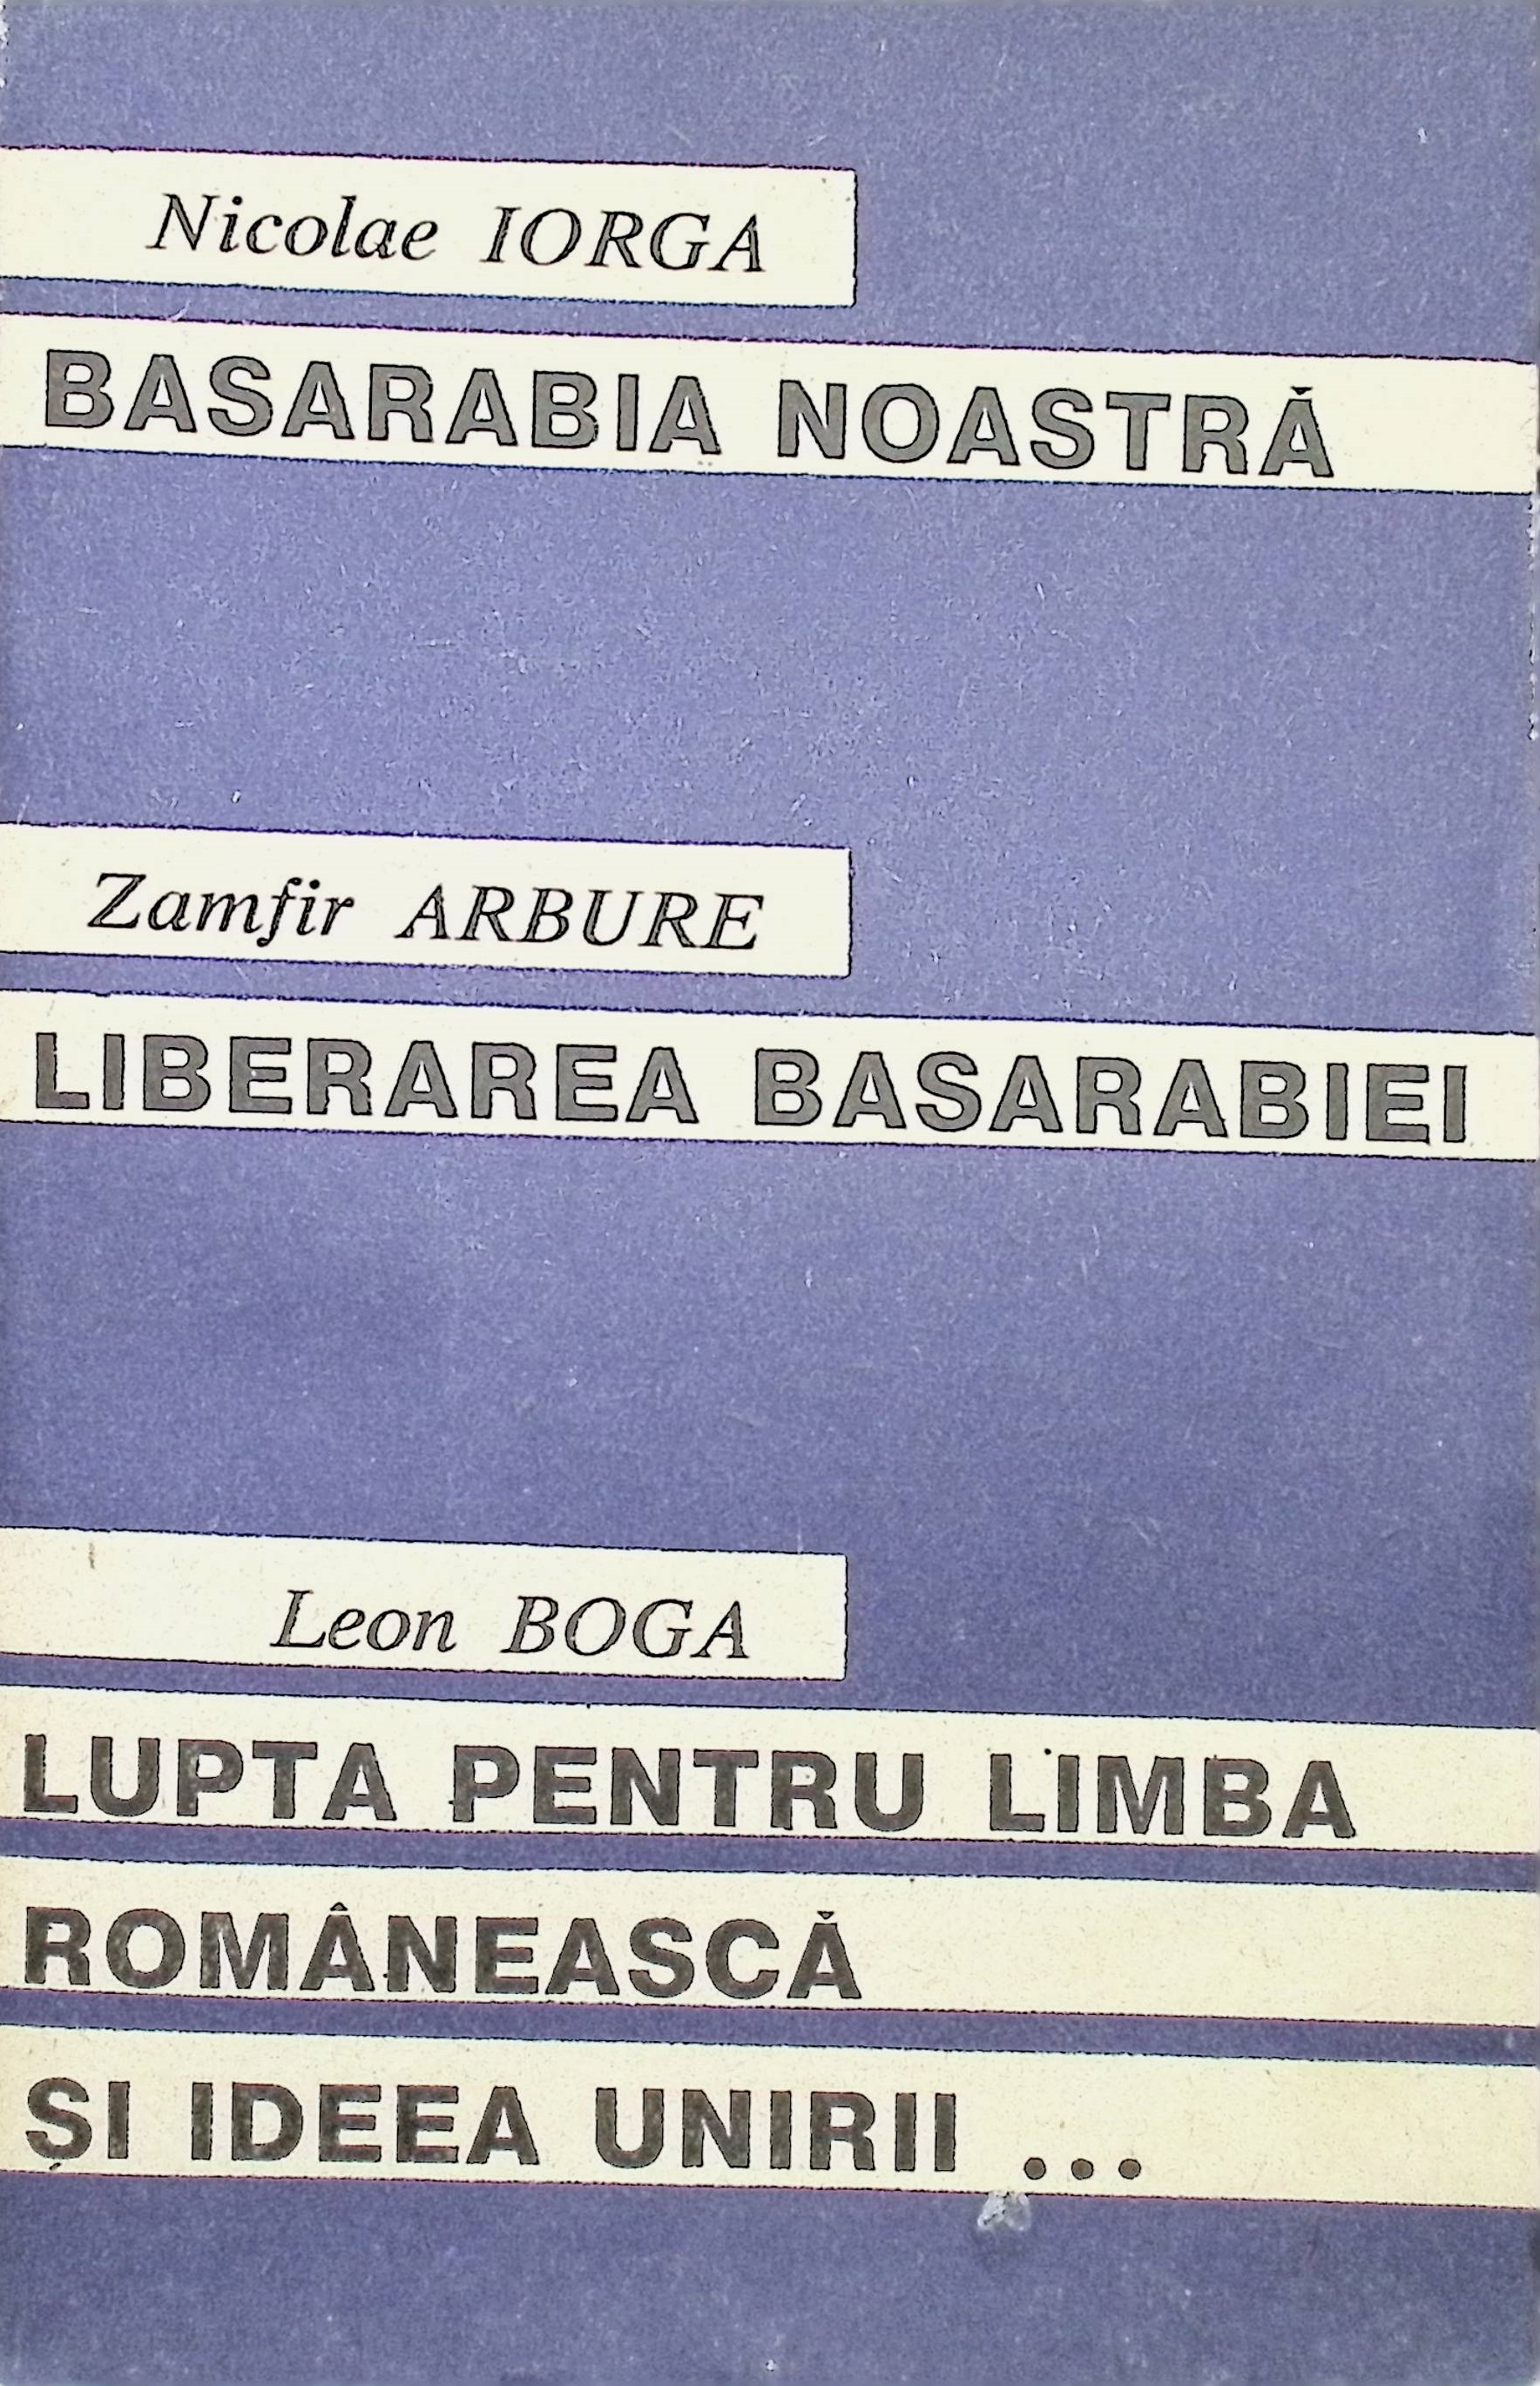 Nicolae IORGA
BASARABIA NOASTRĂ
Zamfir ARBURE
LIBERAREA BASARABIEI
Leon BOGA
LUPTA PENTRU LIMBA
ROMÂNEASCĂ
ȘI IDEEA UNIRII ...